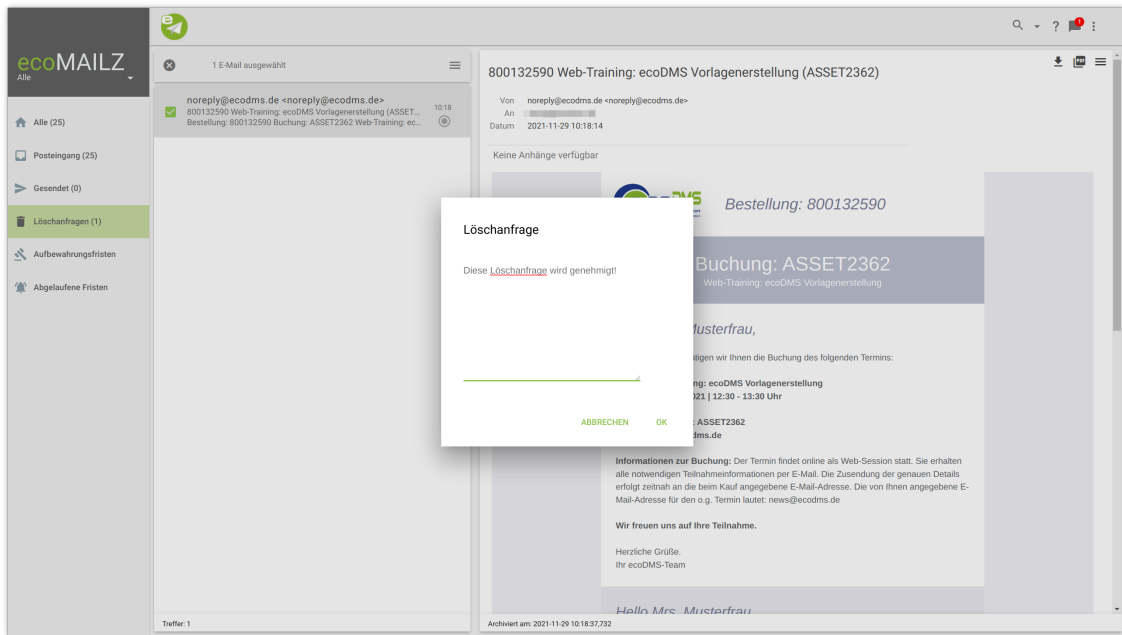 ecoMAILZ
Alle
Alle (25)
Posteingang (25)
Gesendet (0)
Löschanfragen (1)
Aufbewahrungsfristen
Abgelaufene Fristen
1 E-Mail ausgewählt
noreply@ecodms.de <noreply@ecodms.de>
10:18
800132590 Web-Training: ecoDMS Vorlagenerstellung (ASSET...
Bestellung: 800132590 Buchung: ASSET2362 Web-Training: ec...
Treffer: 1
?
1
800132590 Web-Training: ecoDMS Vorlagenerstellung (ASSET2362)
PDF
Von noreply@ecodms.de <noreply@ecodms.de>
An
Datum 2021-11-29 10:18:14
Keine Anhänge verfügbar
Bestellung: 800132590
Buchung: ASSET2362
Web-Training: ecoDMS Vorlagenerstellung
Musterfrau,
tigen wir Ihnen die Buchung des folgenden Termins:
ng: ecoDMS Vorlagenerstellung
021 | 12:30 - 13:30 Uhr
: ASSET2362
dms.de
Informationen zur Buchung: Der Termin findet online als Web-Session statt. Sie erhalten
alle notwendigen Teilnahmeinformationen per E-Mail. Die Zusendung der genauen Details
erfolgt zeitnah an die beim Kauf angegebene E-Mail-Adresse. Die von Ihnen angegebene E-
Mail-Adresse für den o.g. Termin lautet: news@ecodms.de
Wir freuen uns auf Ihre Teilnahme.
Herzliche Grüße.
Ihr ecoDMS-Team
Hello Mrs. Musterfrau
Archiviert am: 2021-11-29 10:18:37,732
Löschanfrage
Diese Löschanfrage wird genehmigt!
ABBRECHEN OK